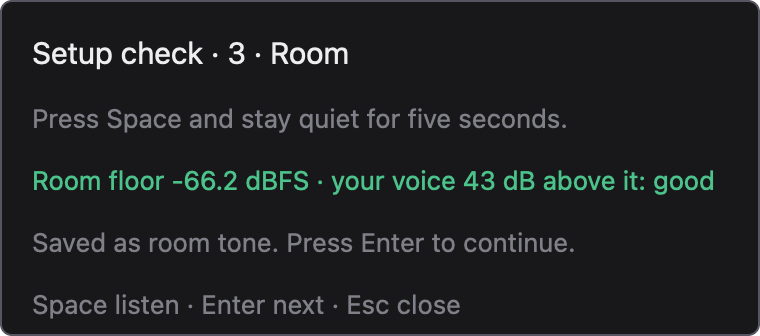 Setup check · 3 · Room
Press Space and stay quiet for five seconds.
Room floor -66.2 dBFS · your voice 43 dB above it: good
Saved as room tone. Press Enter to continue.
Space listen · Enter next · Esc close